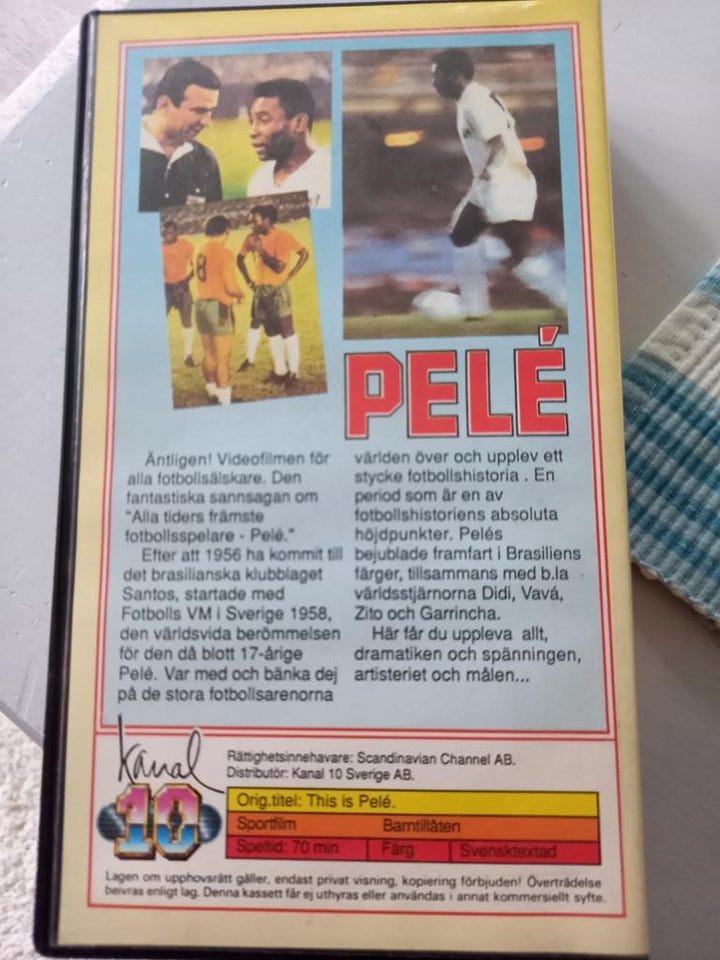 PELÉ
Äntligen! Videofilmen för
alla fotbollsälskare. Den
fantastiska sannsagan om
"Alla tiders främste
fotbollsspelare - Pelé."
Efter att 1956 ha kommit till
det brasilianska klubblaget
Santos, startade med
Fotbolls VM i Sverige 1958,
den världsvida berömmelsen
för den då blott 17-årige
Pelé. Var med och bänka dej
på de stora fotbollsarenorna
världen över och upplev ett
stycke fotbollshistoria . En
period som är en av
fotbollshistoriens absoluta
höjdpunkter. Pelés
bejublade framfart i Brasiliens
färger, tillsammans med b.la
världsstjärnorna Didi, Vavá,
Zito och Garrincha.
Här får du uppleva allt,
dramatiken och spänningen,
artisteriet och målen...
Kanal
10
Rättighetsinnehavare: Scandinavian Channel AB.
Distributör: Kanal 10 Sverige AB.
Orig.titel: This is Pelé.
Sportfilm Barntillåten
Speltid: 70 min Färg Svensktextad
Lagen om upphovsrätt gäller, endast privat visning, kopiering förbjuden! Överträdelse
beivras enligt lag. Denna kassett får ej uthyras eller användas i annat kommersiellt syfte.
8